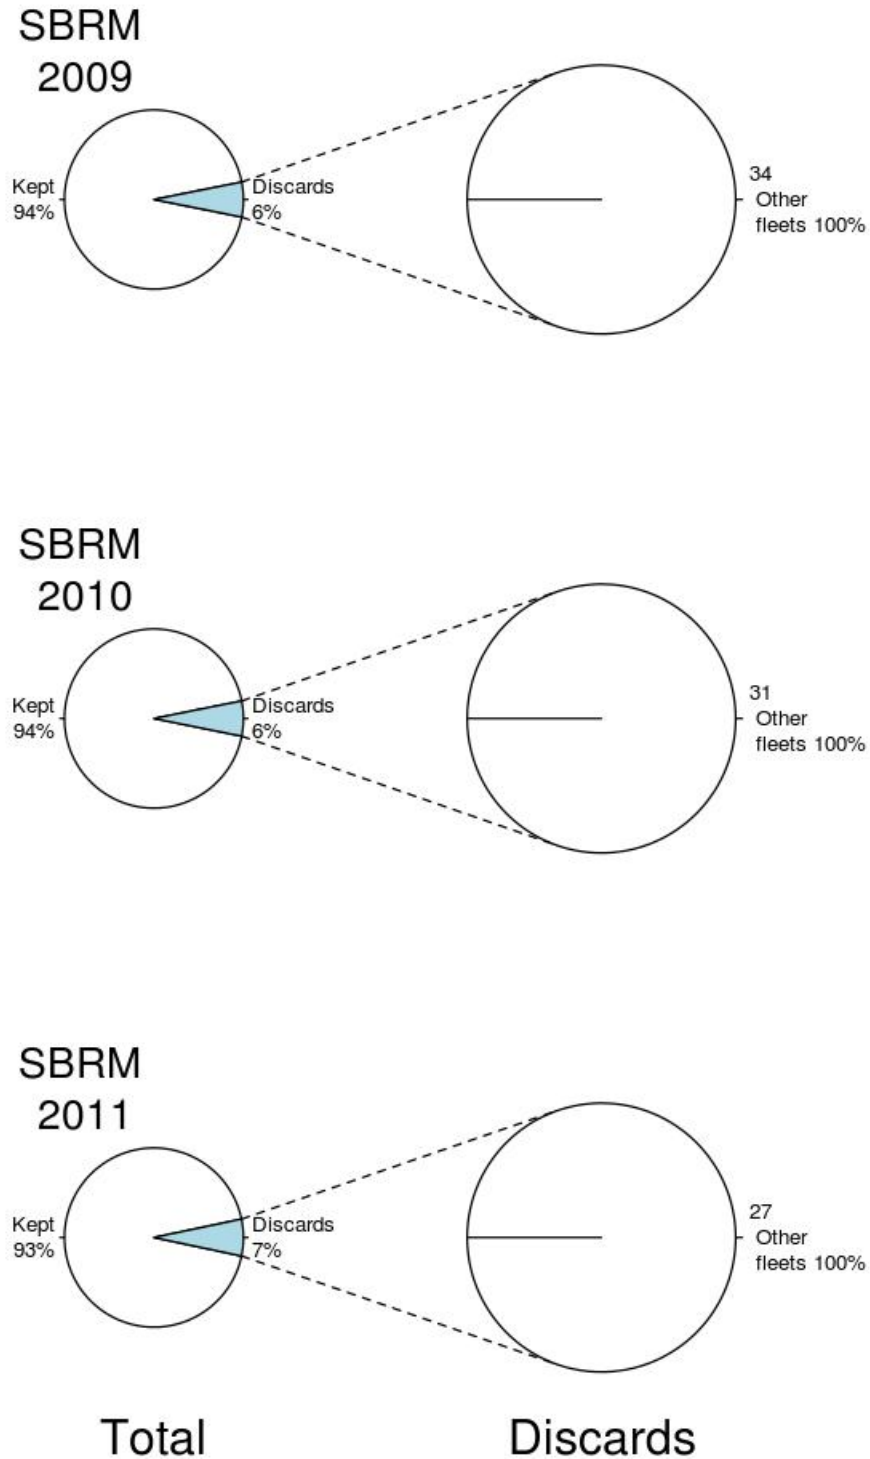 SBRM
2009
Kept
94%
Discards
6%
34
Other
fleets 100%
SBRM
2010
Kept
94%
Discards
6%
31
Other
fleets 100%
SBRM
2011
Kept
93%
Discards
7%
27
Other
fleets 100%
Total
Discards